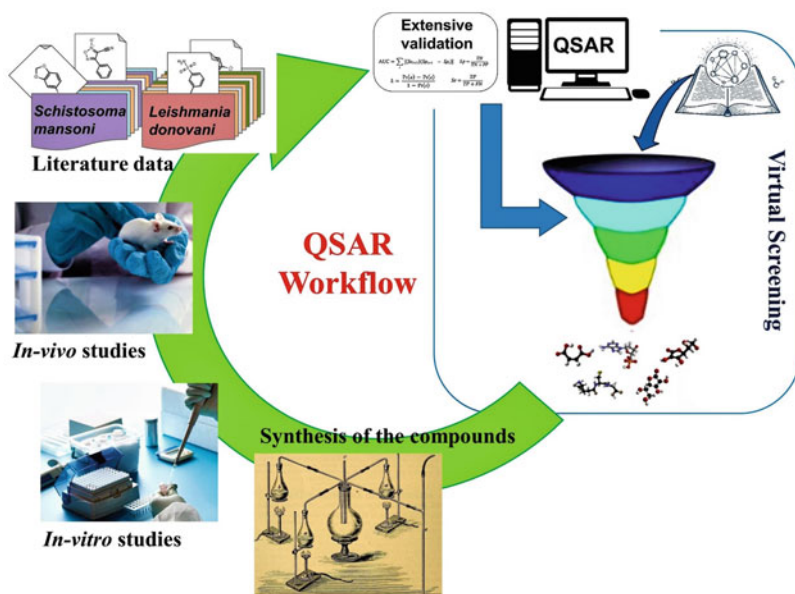 Extensive
validation
QSAR
Schistosoma
mansoni
Leishmania
donovani
Literature data
Virtual Screening
QSAR
Workflow
In-vivo studies
Synthesis of the compounds
In-vitro studies